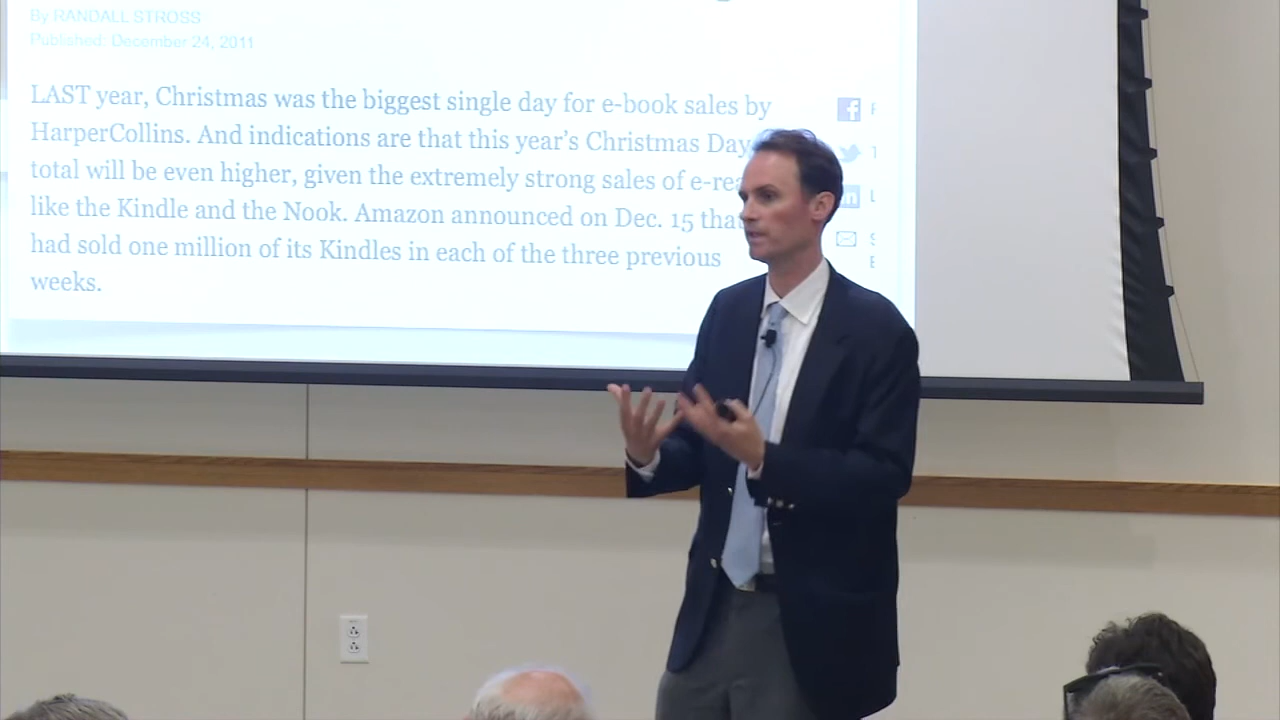 By RANDALL STROSS
Published: December 24, 2011
LAST year, Christmas was the biggest single day for e-book sales by
HarperCollins. And indications are that this year's Christmas Day
total will be even higher, given the extremely strong sales of e-rea
like the Kindle and the Nook. Amazon announced on Dec. 15 tha
had sold one million of its Kindles in each of the three previous
weeks.
f
in